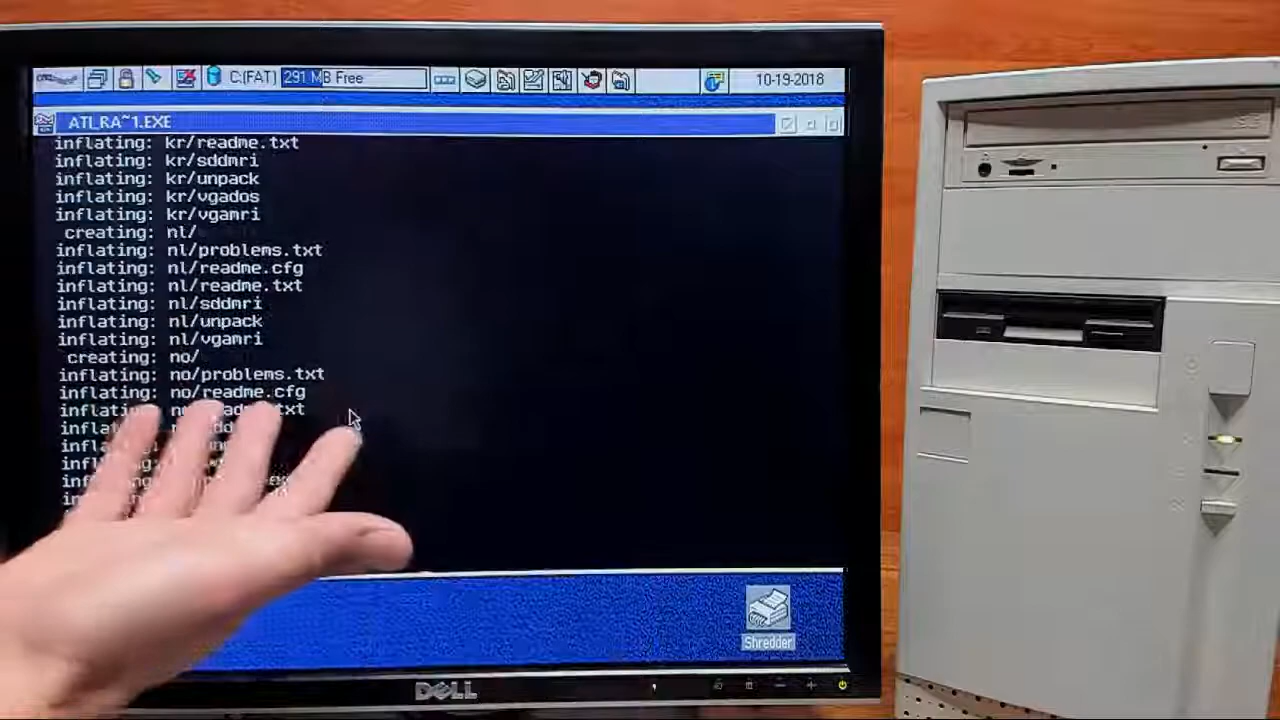 C:(FAT) 291 MB Free
10-19-2018
ATI_RA~1.EXE
inflating: kr/readme.txt
inflating: kr/sddmri
inflating: kr/unpack
inflating: kr/vgados
inflating: kr/vgamri
creating: nl/
inflating: nl/problems.txt
inflating: nl/readme.cfg
inflating: nl/readme.txt
inflating: nl/sddmri
inflating: nl/unpack
inflating: nl/vgamri
creating: no/
inflating: no/problems.txt
inflating: no/readme.cfg
Shredder
DELL